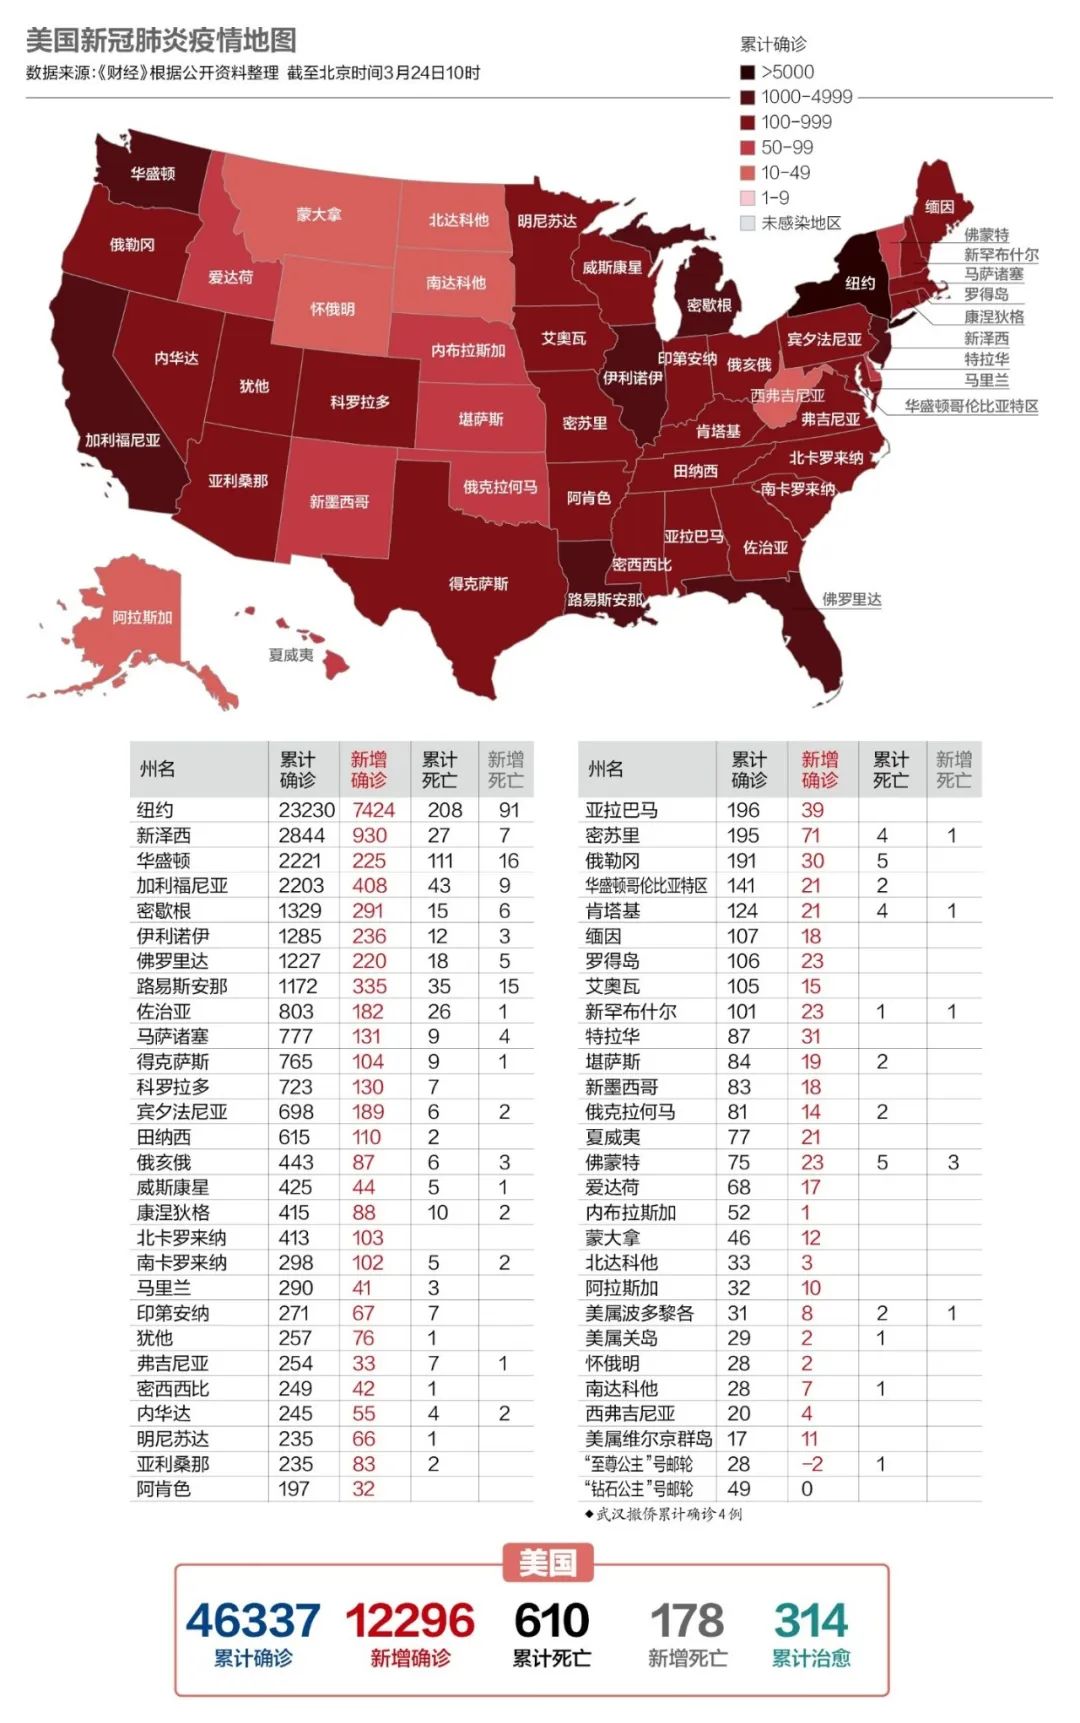 美国新冠肺炎疫情地图
数据来源:《财经》根据公开资料整理 截至北京时间3月24日10时
累计确诊
>5000
1000-4999
100-999
50-99
10-49
1-9
未感染地区
华盛顿
蒙大拿
北达科他
明尼苏达
缅因
俄勒冈
爱达荷
怀俄明
南达科他
威斯康星
密歇根
纽约
佛蒙特
新罕布什尔
马萨诸塞
罗得岛
康涅狄格
新泽西
特拉华
马里兰
华盛顿哥伦比亚特区
内华达
犹他
科罗拉多
内布拉斯加
艾奥瓦
伊利诺伊
印第安纳
俄亥俄
宾夕法尼亚
西弗吉尼亚
弗吉尼亚
加利福尼亚
堪萨斯
密苏里
肯塔基
北卡罗来纳
亚利桑那
新墨西哥
俄克拉何马
阿肯色
田纳西
南卡罗来纳
得克萨斯
路易斯安那
密西西比
亚拉巴马
佐治亚
佛罗里达
阿拉斯加
夏威夷
州名 累计确诊 新增确诊 累计死亡 新增死亡
纽约 23230 7424 208 91
新泽西 2844 930 27 7
华盛顿 2221 225 111 16
加利福尼亚 2203 408 43 9
密歇根 1329 291 15 6
伊利诺伊 1285 236 12 3
佛罗里达 1227 220 18 5
路易斯安那 1172 335 35 15
佐治亚 803 182 26 1
马萨诸塞 777 131 9 4
得克萨斯 765 104 9 1
科罗拉多 723 130 7
宾夕法尼亚 698 189 6 2
田纳西 615 110 2
俄亥俄 443 87 6 3
威斯康星 425 44 5 1
康涅狄格 415 88 10 2
北卡罗来纳 413 103
南卡罗来纳 298 102 5 2
马里兰 290 41 3
印第安纳 271 67 7
犹他 257 76 1
弗吉尼亚 254 33 7 1
密西西比 249 42 1
内华达 245 55 4 2
明尼苏达 235 66 1
亚利桑那 235 83 2
阿肯色 197 32
州名 累计确诊 新增确诊 累计死亡 新增死亡
亚拉巴马 196 39
密苏里 195 71 4 1
俄勒冈 191 30 5
华盛顿哥伦比亚特区 141 21 2
肯塔基 124 21 4 1
缅因 107 18
罗得岛 106 23
艾奥瓦 105 15
新罕布什尔 101 23 1 1
特拉华 87 31
堪萨斯 84 19 2
新墨西哥 83 18
俄克拉何马 81 14 2
夏威夷 77 21
佛蒙特 75 23 5 3
爱达荷 68 17
内布拉斯加 52 1
蒙大拿 46 12
北达科他 33 3
阿拉斯加 32 10
美属波多黎各 31 8 2 1
美属关岛 29 2 1
怀俄明 28 2
南达科他 28 7 1
西弗吉尼亚 20 4
美属维尔京群岛 17 11
“至尊公主”号邮轮 28 -2 1
“钻石公主”号邮轮 49 0
◆武汉撤侨累计确诊4例
美国
46337 12296 610 178 314
累计确诊 新增确诊 累计死亡 新增死亡 累计治愈